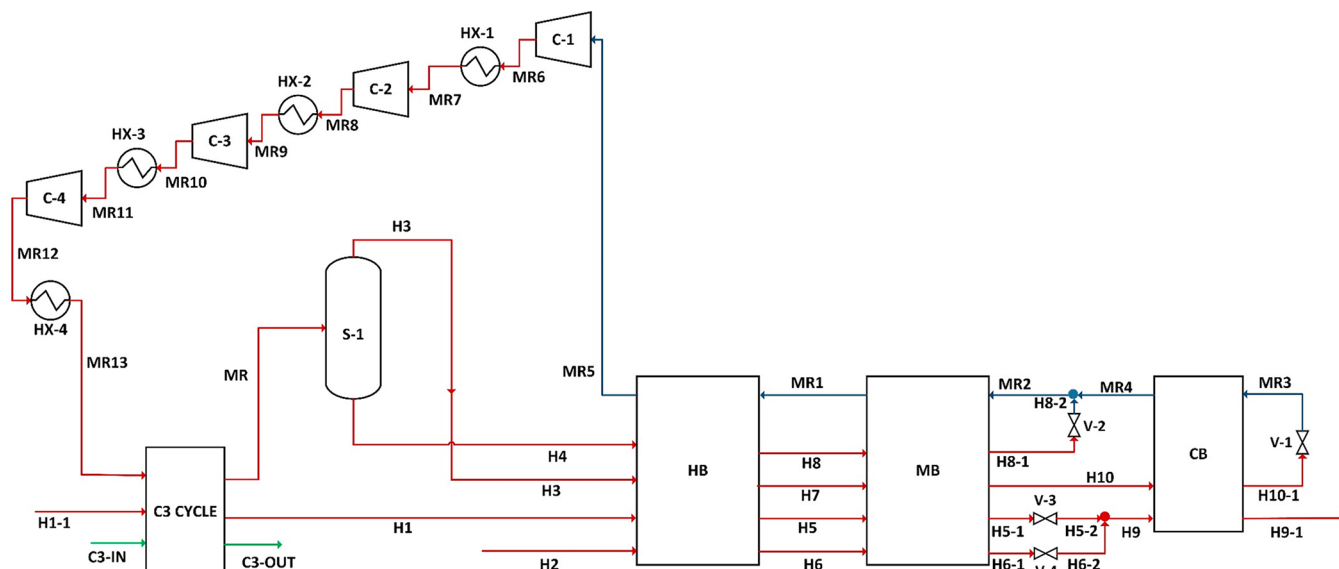 HX-1
C-1
MR6
HX-2
C-2
MR7
HX-3
C-3
MR8
MR9
C-4
MR10
MR11
H3
MR12
S-1
HX-4
MR13
MR
MR5
MR1
MR2
H8-2
MR4
MR3
V-2
V-1
H4
HB
H8
MB
H8-1
CB
H3
H7
H10
H10-1
C3 CYCLE
H1-1
H1
H5
H5-1
V-3
H5-2
H9
H9-1
C3-IN
C3-OUT
H2
H6
H6-1
H6-2